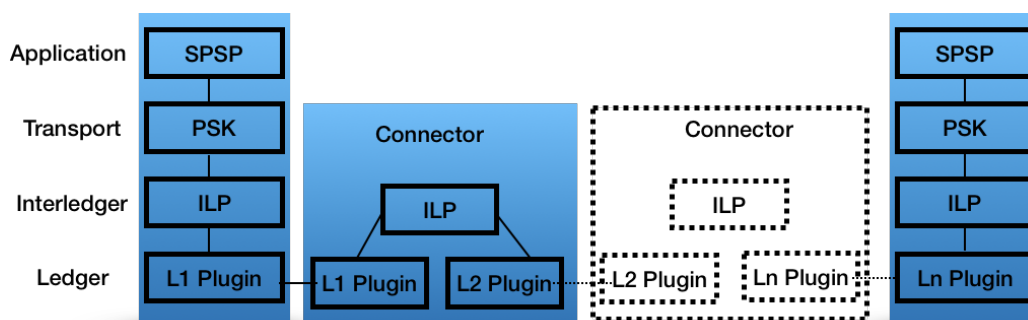 Application
SPSP
SPSP
Transport
PSK
Connector
Connector
PSK
Interledger
ILP
ILP
ILP
ILP
Ledger
L1 Plugin
L1 Plugin
L2 Plugin
L2 Plugin
Ln Plugin
Ln Plugin